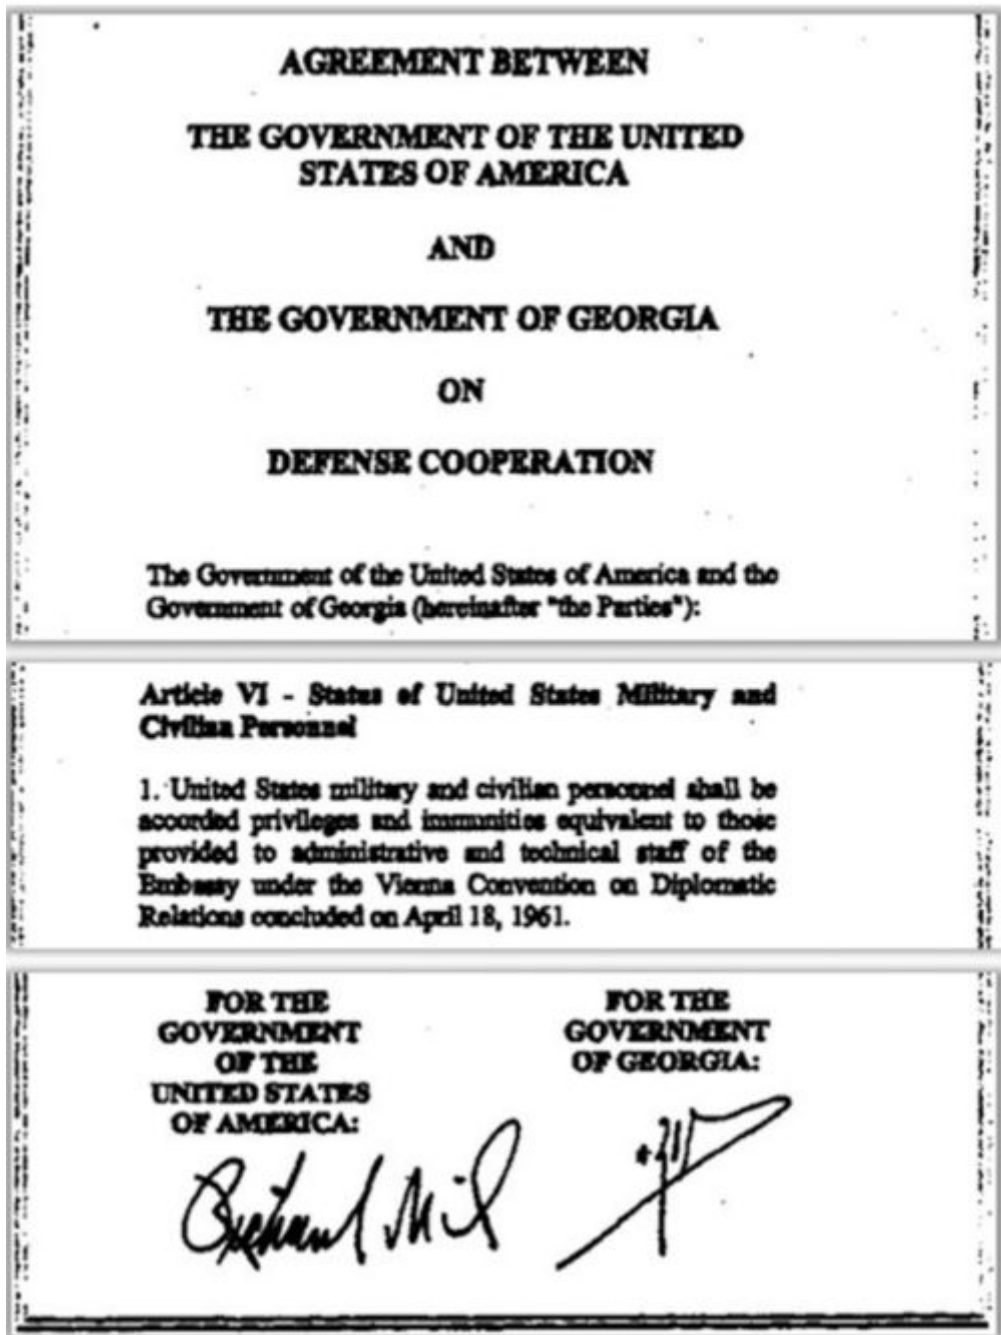 AGREEMENT BETWEEN
THE GOVERNMENT OF THE UNITED
STATES OF AMERICA
AND
THE GOVERNMENT OF GEORGIA
ON
DEFENSE COOPERATION
The Government of the United States of America and the
Government of Georgia (hereinafter "the Parties"):
Article VI - Status of United States Military and
Civilian Personnel
1. United States military and civilian personnel shall be
accorded privileges and immunities equivalent to those
provided to administrative and technical staff of the
Embassy under the Vienna Convention on Diplomatic
Relations concluded on April 18, 1961.
FOR THE
GOVERNMENT
OF THE
UNITED STATES
OF AMERICA:
FOR THE
GOVERNMENT
OF GEORGIA:
Richard